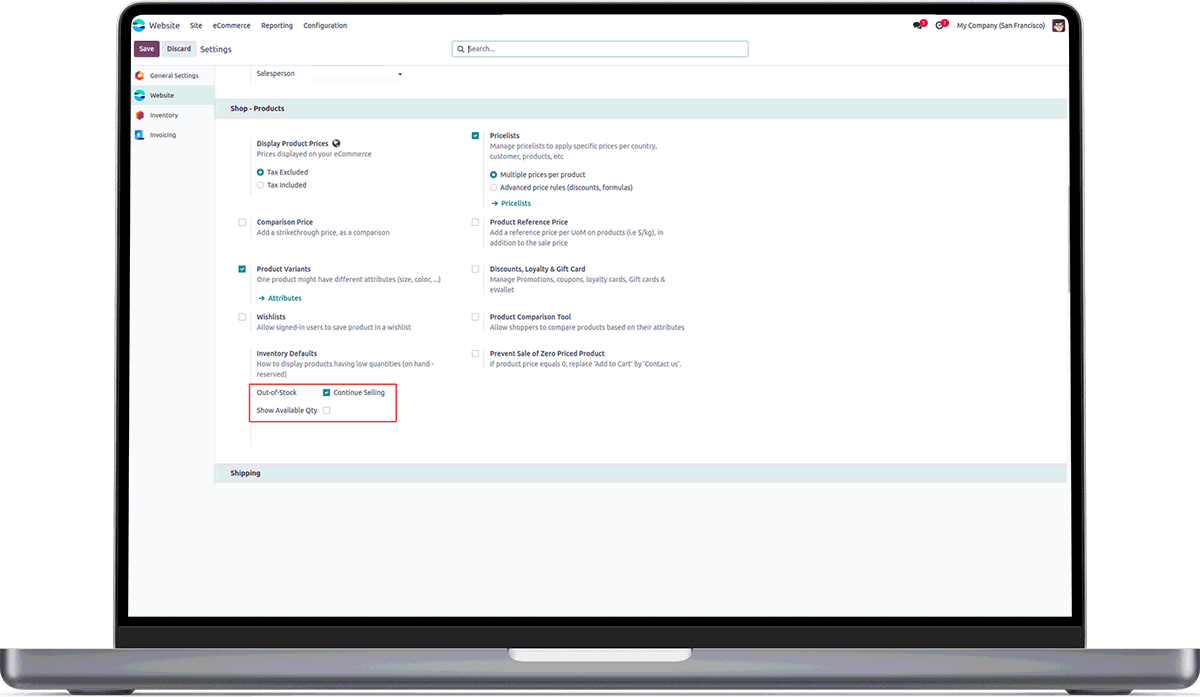 Website Site eCommerce Reporting Configuration
5 2 My Company (San Francisco)
Save Discard Settings
Search...
General Settings
Website
Inventory
Invoicing
Salesperson
Shop - Products
Display Product Prices
Prices displayed on your eCommerce
Tax Excluded
Tax Included
Pricelists
Manage pricelists to apply specific prices per country,
customer, products, etc
Multiple prices per product
Advanced price rules (discounts, formulas)
Pricelists
Comparison Price
Add a strikethrough price, as a comparison
Product Reference Price
Add a reference price per UoM on products (i.e $/kg), in
addition to the sale price
Product Variants
One product might have different attributes (size, color, ...)
Attributes
Discounts, Loyalty & Gift Card
Manage Promotions, coupons, loyalty cards, Gift cards &
eWallet
Wishlists
Allow signed-in users to save product in a wishlist
Product Comparison Tool
Allow shoppers to compare products based on their attributes
Inventory Defaults
How to display products having low quantities (on hand -
reserved)
Out-of-Stock Continue Selling
Show Available Qty
Prevent Sale of Zero Priced Product
If product price equals 0, replace 'Add to Cart' by 'Contact us'.
Shipping